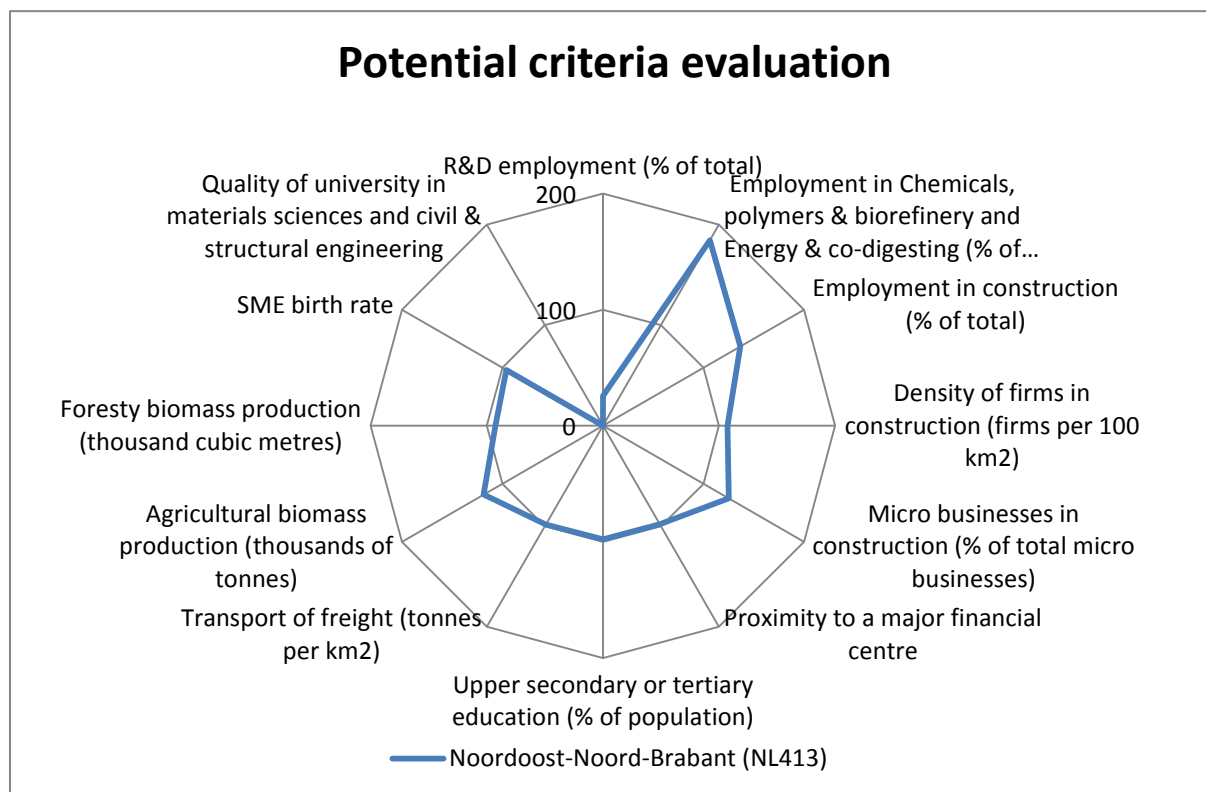 Potential criteria evaluation
R&D employment (% of total)
200
Employment in Chemicals,
polymers & biorefinery and
Energy & co-digesting (% of…
Employment in construction
(% of total)
Density of firms in
construction (firms per 100
km2)
Micro businesses in
construction (% of total micro
businesses)
Proximity to a major financial
centre
Upper secondary or tertiary
education (% of population)
Transport of freight (tonnes
per km2)
Agricultural biomass
production (thousands of
tonnes)
Foresty biomass production
(thousand cubic metres)
SME birth rate
Quality of university in
materials sciences and civil &
structural engineering
100
0
Noordoost-Noord-Brabant (NL413)